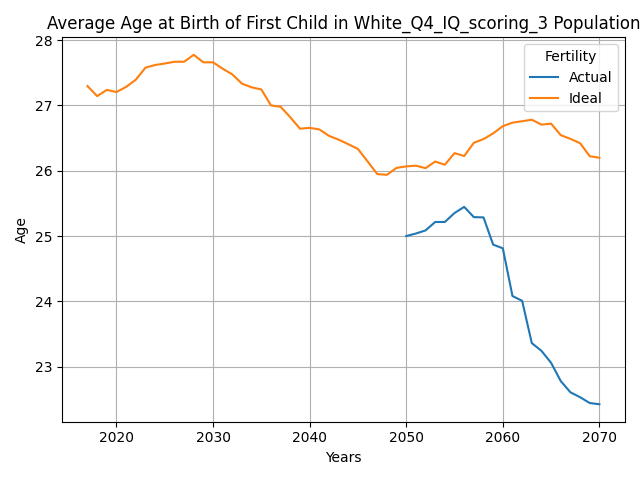 Average Age at Birth of First Child in White_Q4_IQ_scoring_3 Population
Fertility
Actual
Ideal
Age
28
27
26
25
24
23
2020
2030
2040
2050
2060
2070
Years